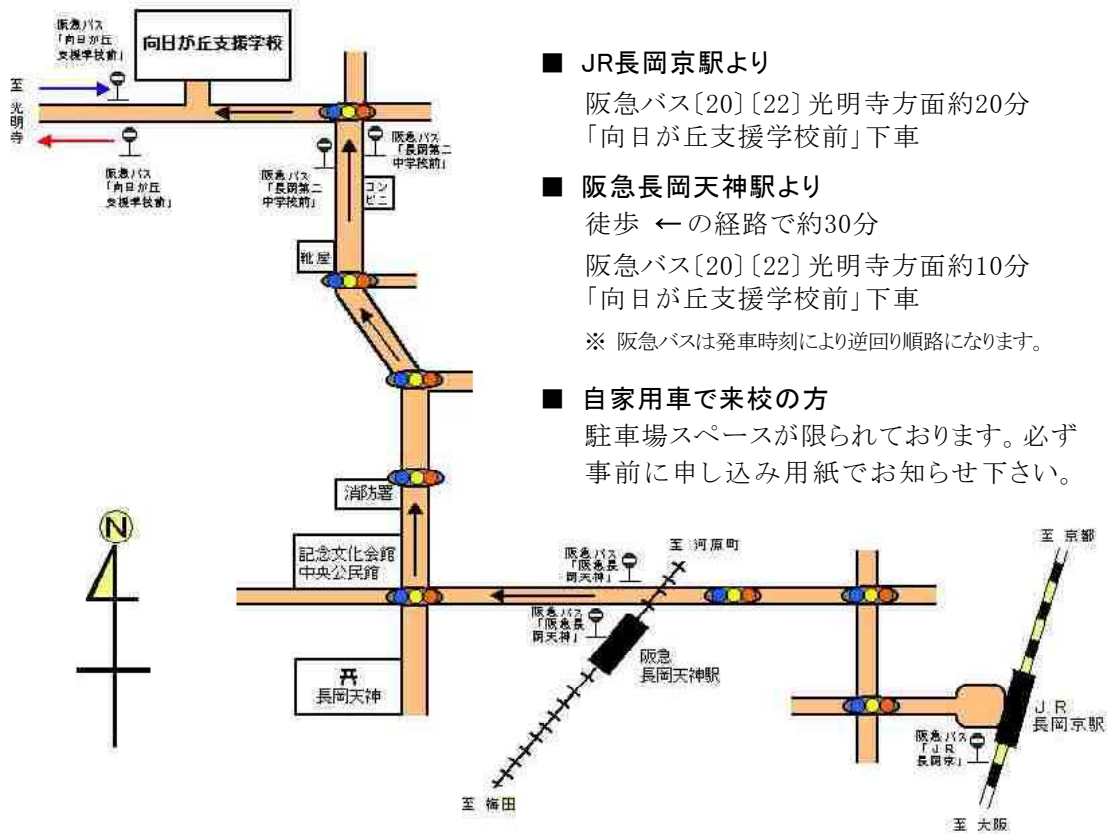 阪急バス
「向日が丘
支援学校前」
向日が丘支援学校
至
光
明
寺
阪急バス
「向日が丘
支援学校前」
阪急バス
「長岡第二
中学校前」
阪急バス
「長岡第二
中学校前」
コン
ビニ
靴屋
消防署
記念文化会館
中央公民館
長岡天神
N
■ JR長岡京駅より
阪急バス〔20〕〔22〕光明寺方面約20分
「向日が丘支援学校前」下車
■ 阪急長岡天神駅より
徒歩 ←の経路で約30分
阪急バス〔20〕〔22〕光明寺方面約10分
「向日が丘支援学校前」下車
※ 阪急バスは発車時刻により逆回り順路になります。
■ 自家用車で来校の方
駐車場スペースが限られております。必ず
事前に申し込み用紙でお知らせ下さい。
阪急バス
「阪急長
岡天神」
至 河原町
阪急バス
「阪急長
岡天神」
阪急
長岡天神駅
至 梅田
至 京都
JR
長岡京駅
阪急バス
「JR
長岡京」
至 大阪